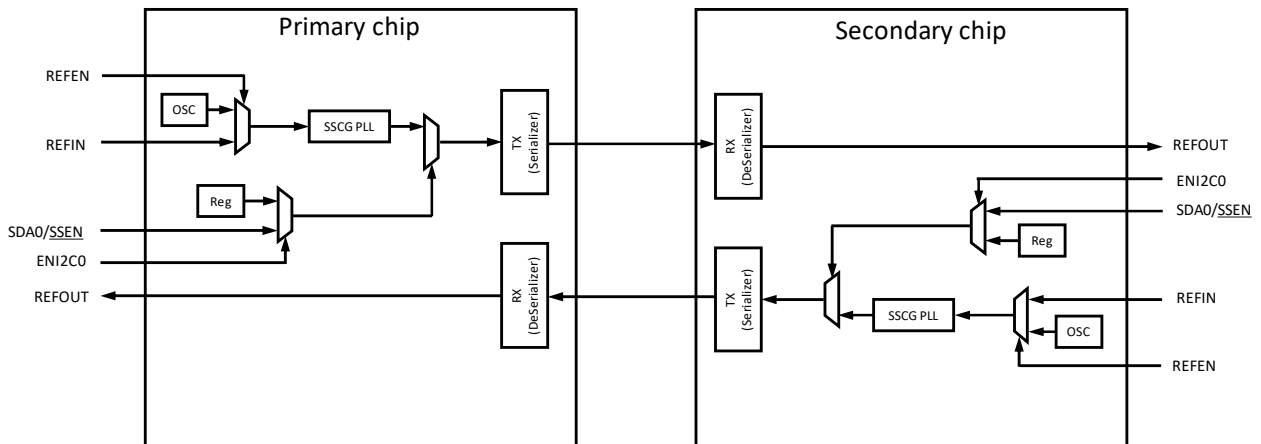 Primary chip
REFEN
OSC
REFIN
SSCG PLL
TX
(Serializer)
Reg
SDA0/SSEN
ENI2C0
REFOUT
RX
(DeSerializer)
Secondary chip
RX
(DeSerializer)
REFOUT
ENI2C0
SDA0/SSEN
Reg
TX
(Serializer)
SSCG PLL
REFIN
OSC
REFEN